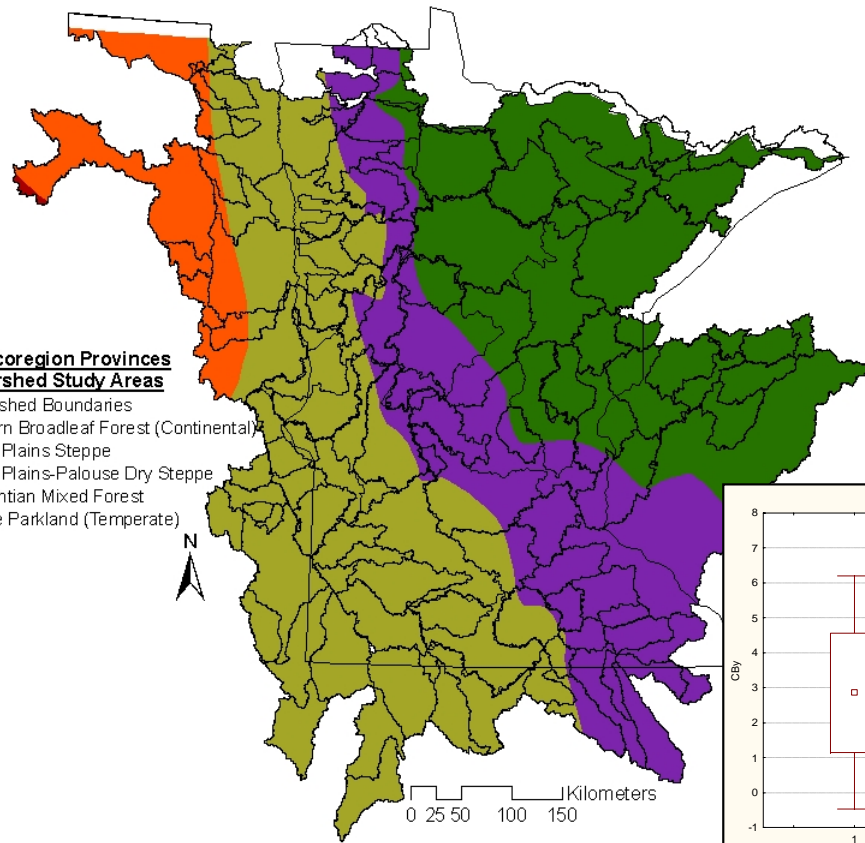 coregion Provinces
rshed Study Areas
shed Boundaries
rn Broadleaf Forest (Continental)
Plains Steppe
Plains-Palouse Dry Steppe
ntian Mixed Forest
e Parkland (Temperate)
N
Kilometers
0 25 50 100 150
8
7
6
5
4
3
2
1
0
-1
CBy
1